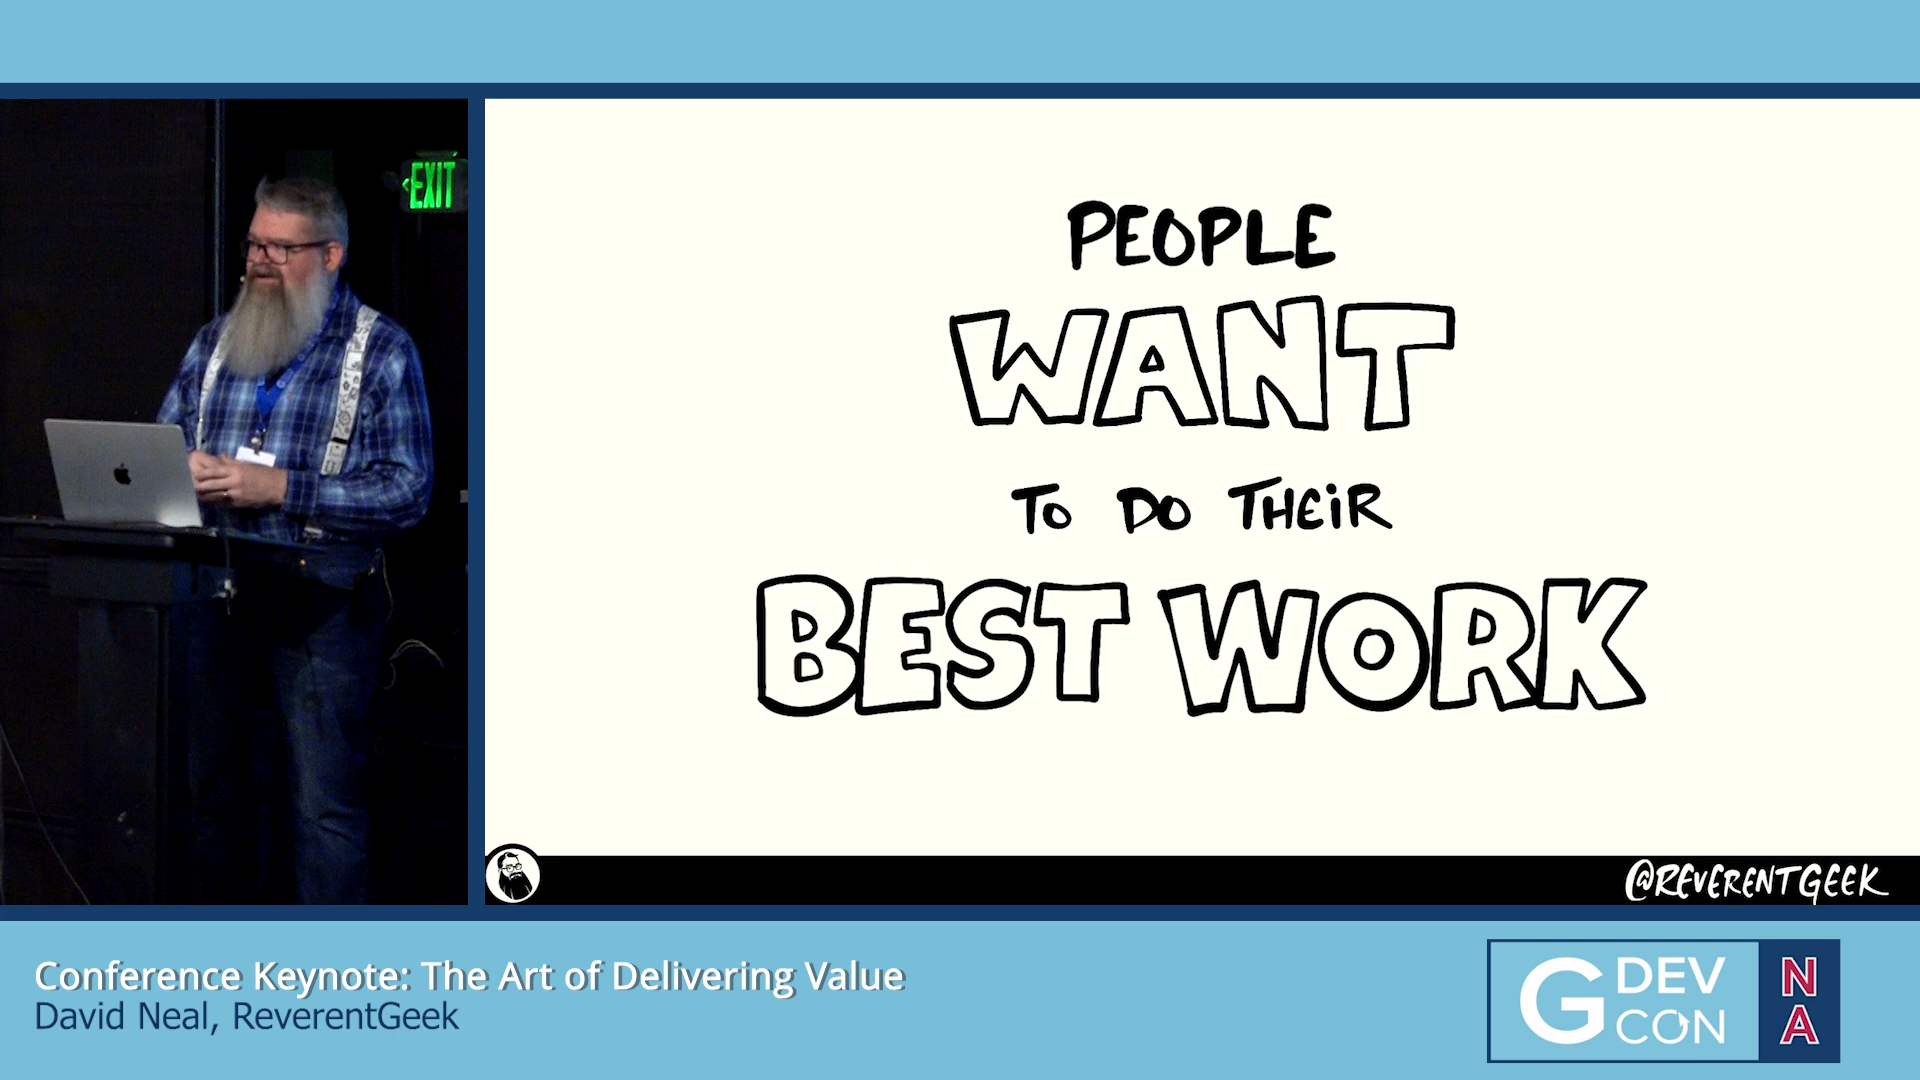 EXIT
PEOPLE
WANT
TO DO THEiR
BEST WORK
@REVERENTGEEK
Conference Keynote: The Art of Delivering Value
David Neal, ReverentGeek
G DEV CON
N
A